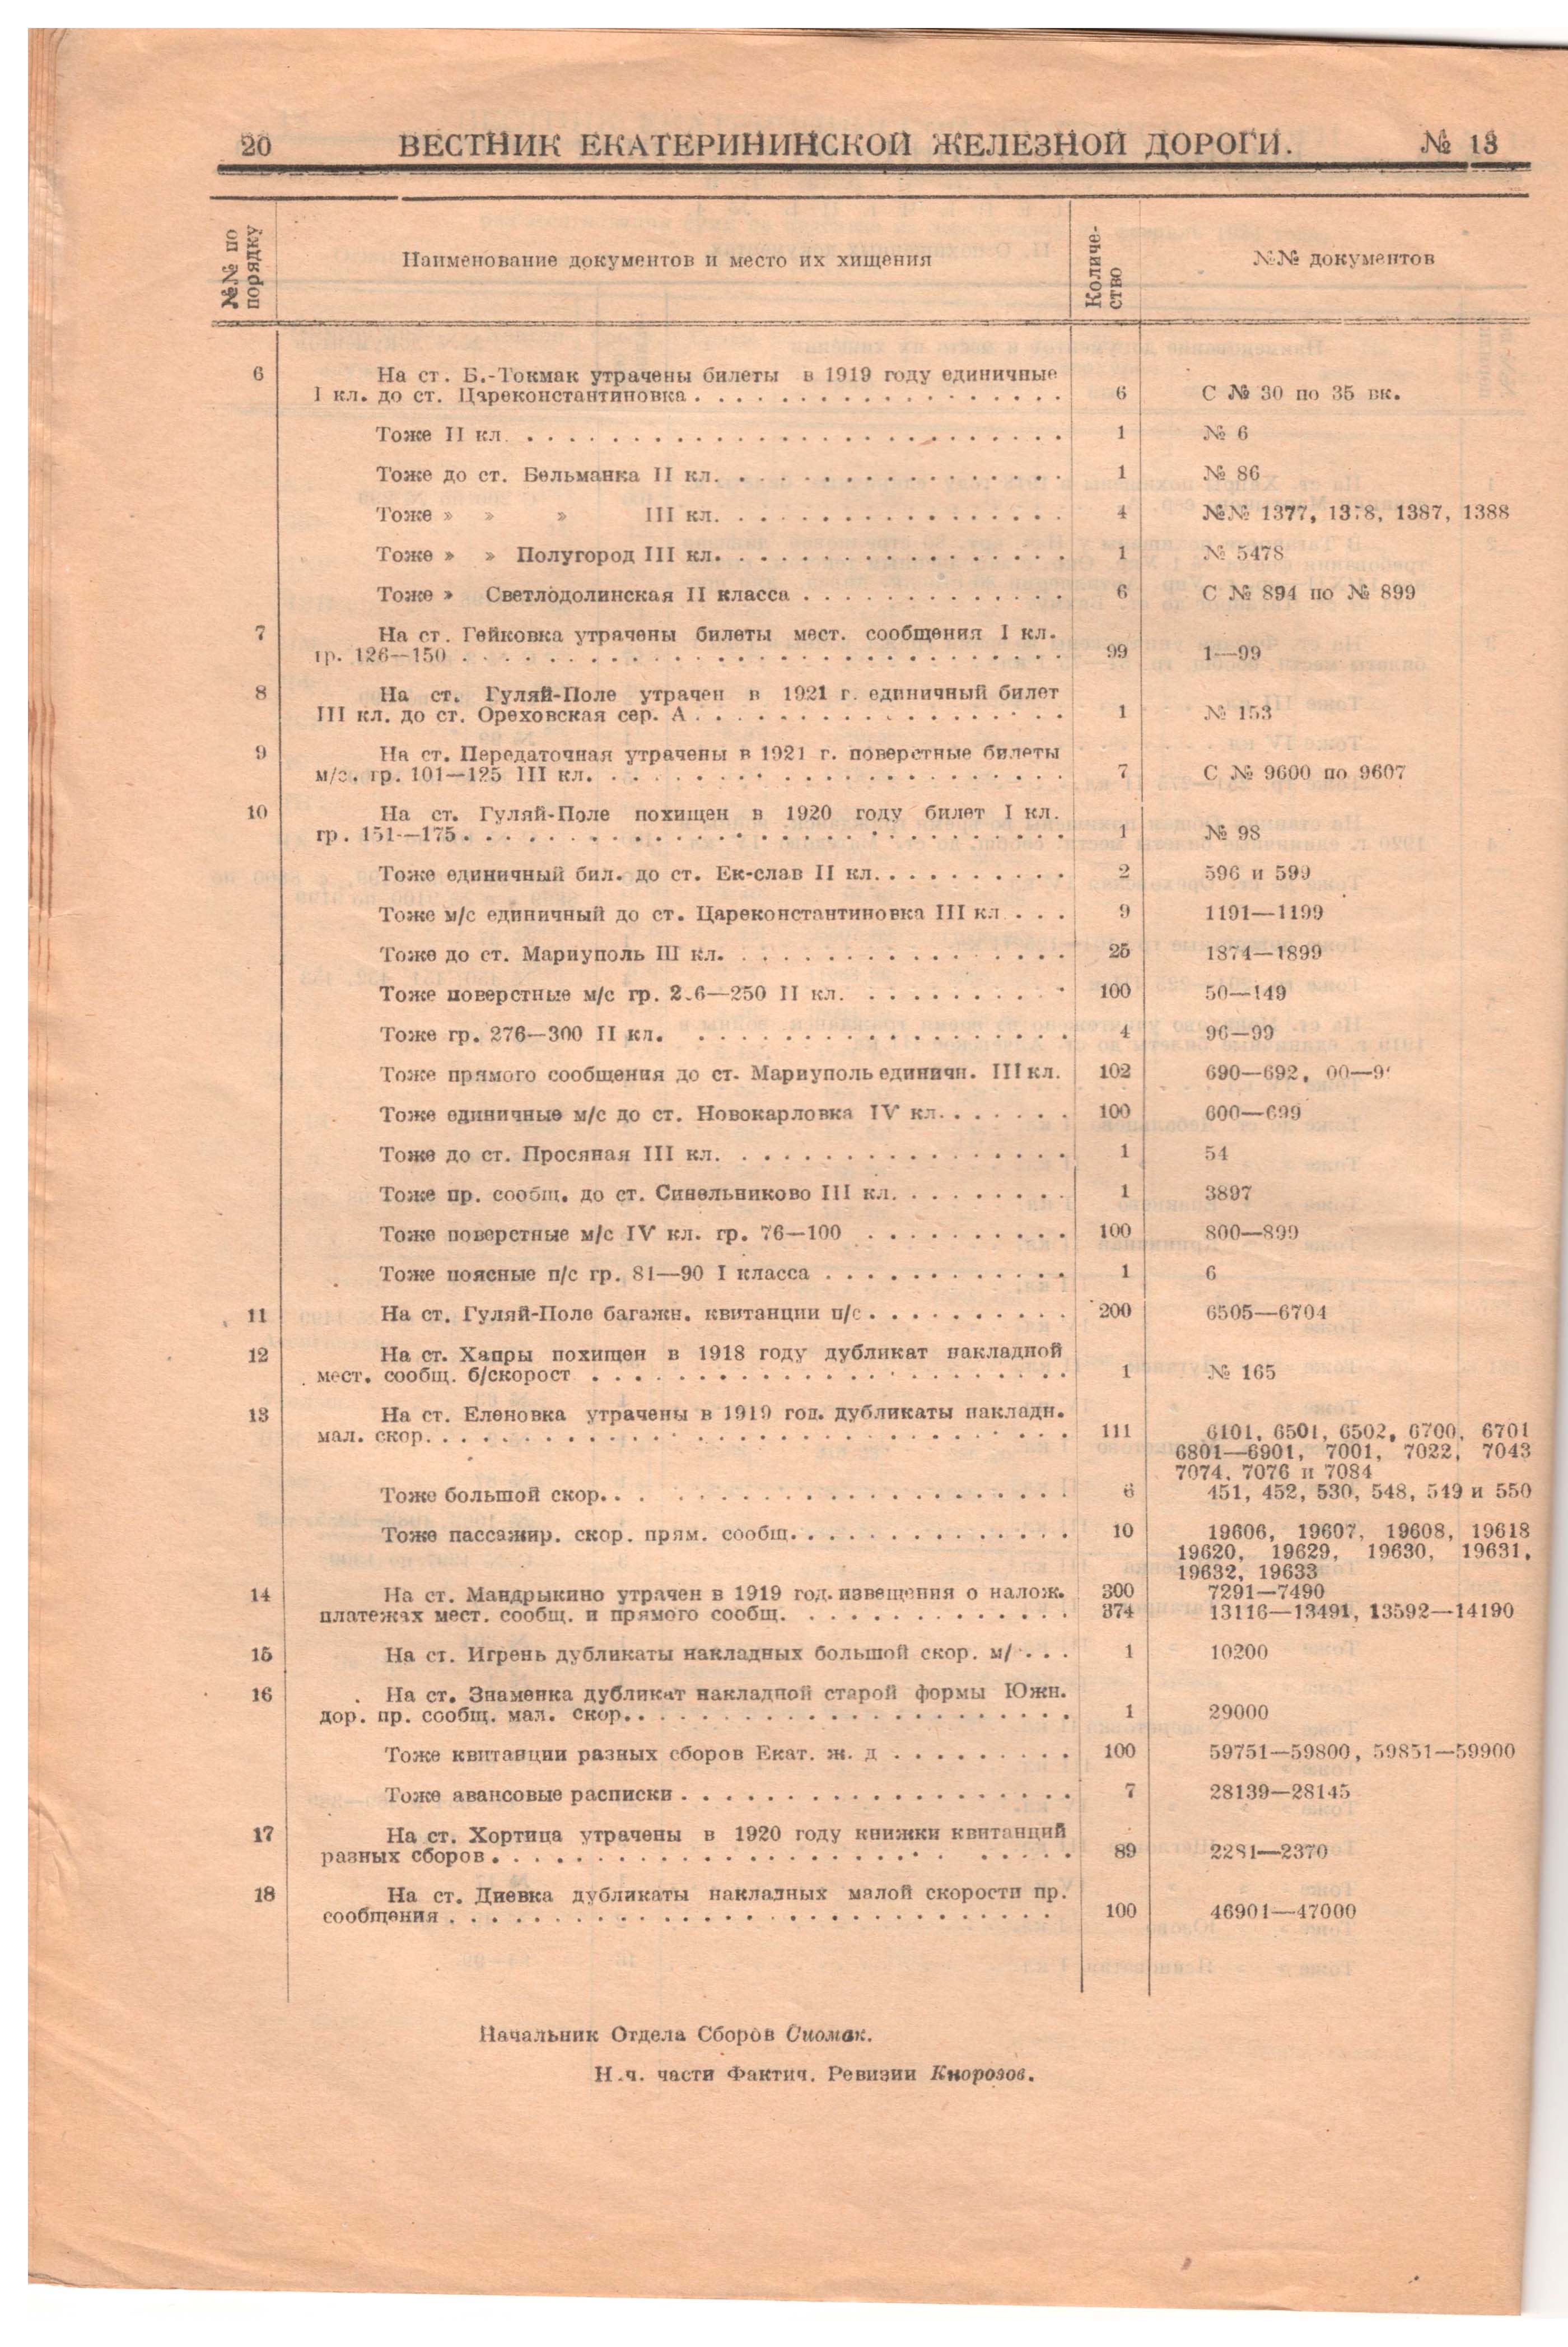 20 ВЕСТНИК ЕКАТЕРИНИНСКОЙ ЖЕЛЕЗНОЙ ДОРОГИ. № 13
№№ по порядку
Наименование документов и место их хищения
Количе-
ство
№№ документов
6 На ст. Б.-Токмак утрачены билеты в 1919 году единичные
I кл. до ст. Цареконстантиновка 6 С № 30 по 35 вк.
Тоже II кл. 1 № 6
Тоже до ст. Бельманка II кл. 1 № 86
Тоже » » » III кл. 4 №№ 1377, 1378, 1387, 1388
Тоже » » Полугород III кл. 1 № 5478
Тоже » Светлодолинская II класса 6 С № 894 по № 899
7 На ст. Гейковка утрачены билеты мест. сообщения I кл.
гр. 126—150 99 1—99
8 На ст. Гуляй-Поле утрачен в 1921 г. единичный билет
III кл. до ст. Ореховская сер. А 1 № 153
9 На ст. Передаточная утрачены в 1921 г. поверстные билеты
м/с. гр. 101—125 III кл. 7 С № 9600 по 9607
10 На ст. Гуляй-Поле похищен в 1920 году билет I кл.
гр. 151—175 1 № 98
Тоже единичный бил. до ст. Ек-слав II кл. 2 596 и 599
Тоже м/с единичный до ст. Цареконстантиновка III кл 9 1191—1199
Тоже до ст. Мариуполь III кл. 25 1874—1899
Тоже поверстные м/с гр. 2 6—250 II кл. 100 50—149
Тоже гр. 276—300 II кл. 4 96—99
Тоже прямого сообщения до ст. Мариуполь единичн. III кл. 102 690—692, 00—9
Тоже единичные м/с до ст. Новокарловка IV кл. 100 600—699
Тоже до ст. Просяная III кл. 1 54
Тоже пр. сообщ. до ст. Синельниково III кл. 1 3897
Тоже поверстные м/с IV кл. гр. 76—100 100 800—899
Тоже поясные п/с гр. 81—90 I класса 1 6
11 На ст. Гуляй-Поле багажн. квитанции п/с 200 6505—6704
12 На ст. Хапры похищен в 1918 году дубликат накладной
мест. сообщ. б/скорост 1 № 165
13 На ст. Еленовка утрачены в 1919 год. дубликаты накладн.
мал. скор. 111 6101, 6501, 6502, 6700, 6701
6801—6901, 7001, 7022, 7043
7074, 7076 и 7084
Тоже большой скор. 6 451, 452, 530, 548, 549 и 550
Тоже пассажир. скор. прям. сообщ. 10 19606, 19607, 19608, 19618
19620, 19629, 19630, 19631,
19632, 19633
14 На ст. Мандрыкино утрачен в 1919 год. извещения о налож. 300 7291—7490
платежах мест. сообщ. и прямого сообщ. 374 13116—13491, 13592—14190
15 На ст. Игрень дубликаты накладных большой скор. м/ 1 10200
16 На ст. Знаменка дубликат накладной старой формы Южн.
дор. пр. сообщ. мал. скор. 1 29000
Тоже квитанции разных сборов Екат. ж. д 100 59751—59800, 59851—59900
Тоже авансовые расписки 7 28139—28145
17 На ст. Хортица утрачены в 1920 году книжки квитанций
разных сборов 89 2281—2370
18 На ст. Диевка дубликаты накладных малой скорости пр.
сообщения 100 46901—47000
Начальник Отдела Сборов Сиомак.
Н.ч. части Фактич. Ревизии Кнорозов.